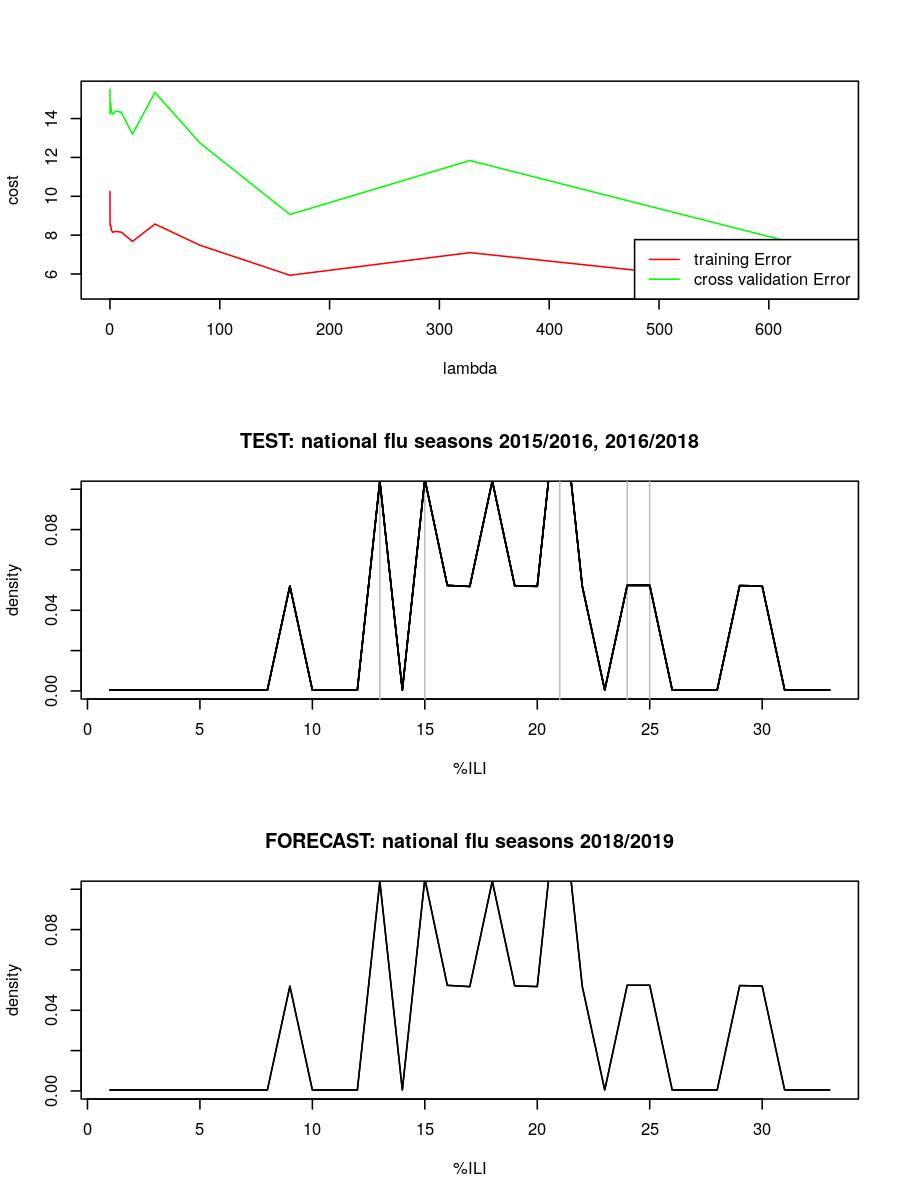 cost
6 8 10 12 14
training Error
cross validation Error
0 100 200 300 400 500 600
lambda
TEST: national flu seasons 2015/2016, 2016/2018
density
0.00 0.04 0.08
0 5 10 15 20 25 30
%ILI
FORECAST: national flu seasons 2018/2019
density
0.00 0.04 0.08
0 5 10 15 20 25 30
%ILI